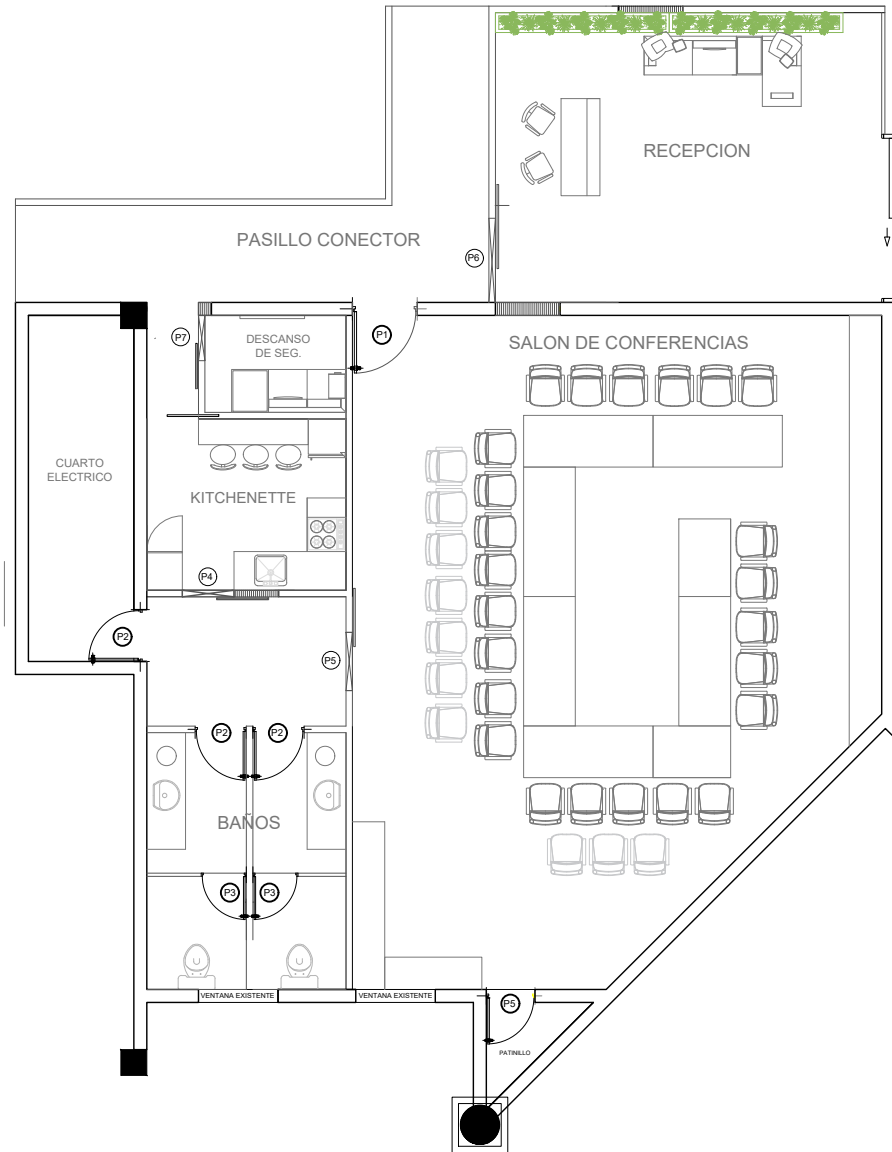 RECEPCION
PASILLO CONECTOR
P6
P7
P1
DESCANSO
DE SEG.
SALON DE CONFERENCIAS
CUARTO
ELECTRICO
KITCHENETTE
P4
P2
P5
P2
P2
BAÑOS
P3
P3
VENTANA EXISTENTE
VENTANA EXISTENTE
P5
PATINILLO